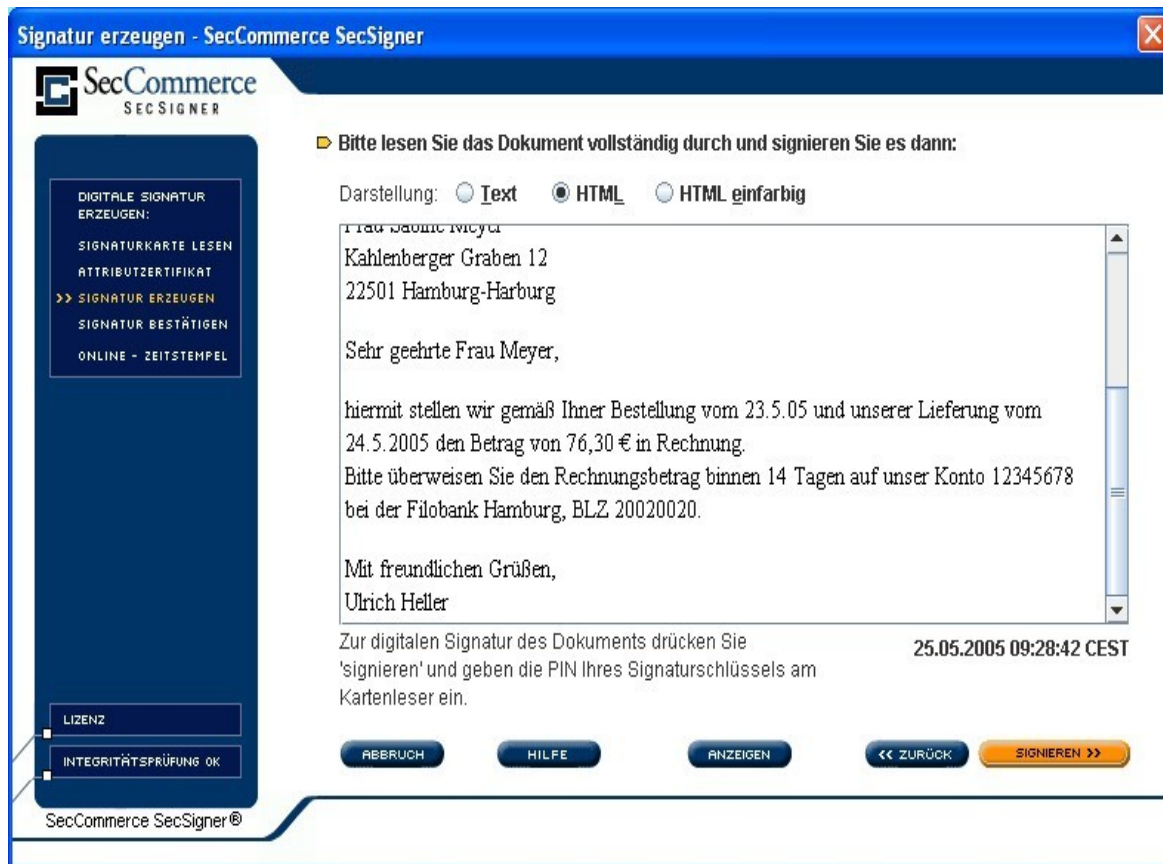 Signatur erzeugen - SecCommerce SecSigner
SecCommerce
SECSIGNER
DIGITALE SIGNATUR
ERZEUGEN:
SIGNATURKARTE LESEN
ATTRIBUTZERTIFIKAT
>> SIGNATUR ERZEUGEN
SIGNATUR BESTÄTIGEN
ONLINE - ZEITSTEMPEL
LIZENZ
INTEGRITÄTSPRÜFUNG OK
SecCommerce SecSigner®
Bitte lesen Sie das Dokument vollständig durch und signieren Sie es dann:
Darstellung: Text HTML HTML einfarbig
Frau Sabine Meyer
Kahlenberger Graben 12
22501 Hamburg-Harburg
Sehr geehrte Frau Meyer,
hiermit stellen wir gemäß Ihner Bestellung vom 23.5.05 und unserer Lieferung vom
24.5.2005 den Betrag von 76,30 € in Rechnung.
Bitte überweisen Sie den Rechnungsbetrag binnen 14 Tagen auf unser Konto 12345678
bei der Filobank Hamburg, BLZ 20020020.
Mit freundlichen Grüßen,
Ulrich Heller
Zur digitalen Signatur des Dokuments drücken Sie
'signieren' und geben die PIN Ihres Signaturschlüssels am
Kartenleser ein.
25.05.2005 09:28:42 CEST
ABBRUCH HILFE ANZEIGEN << ZURÜCK SIGNIEREN >>